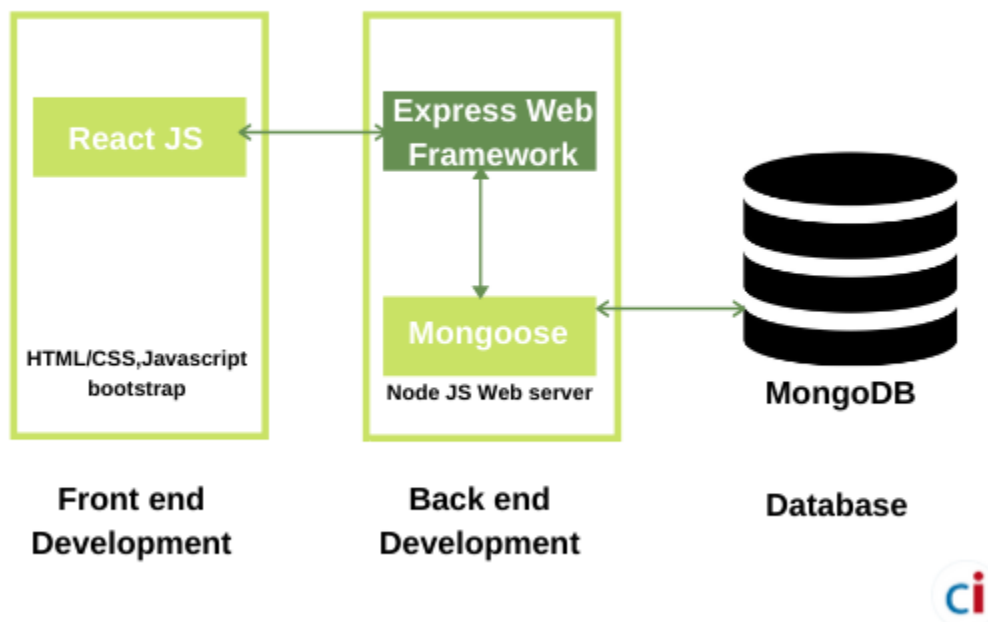 React JS
HTML/CSS,Javascript
bootstrap
Front end
Development
Express Web
Framework
Mongoose
Node JS Web server
Back end
Development
MongoDB
Database
ci